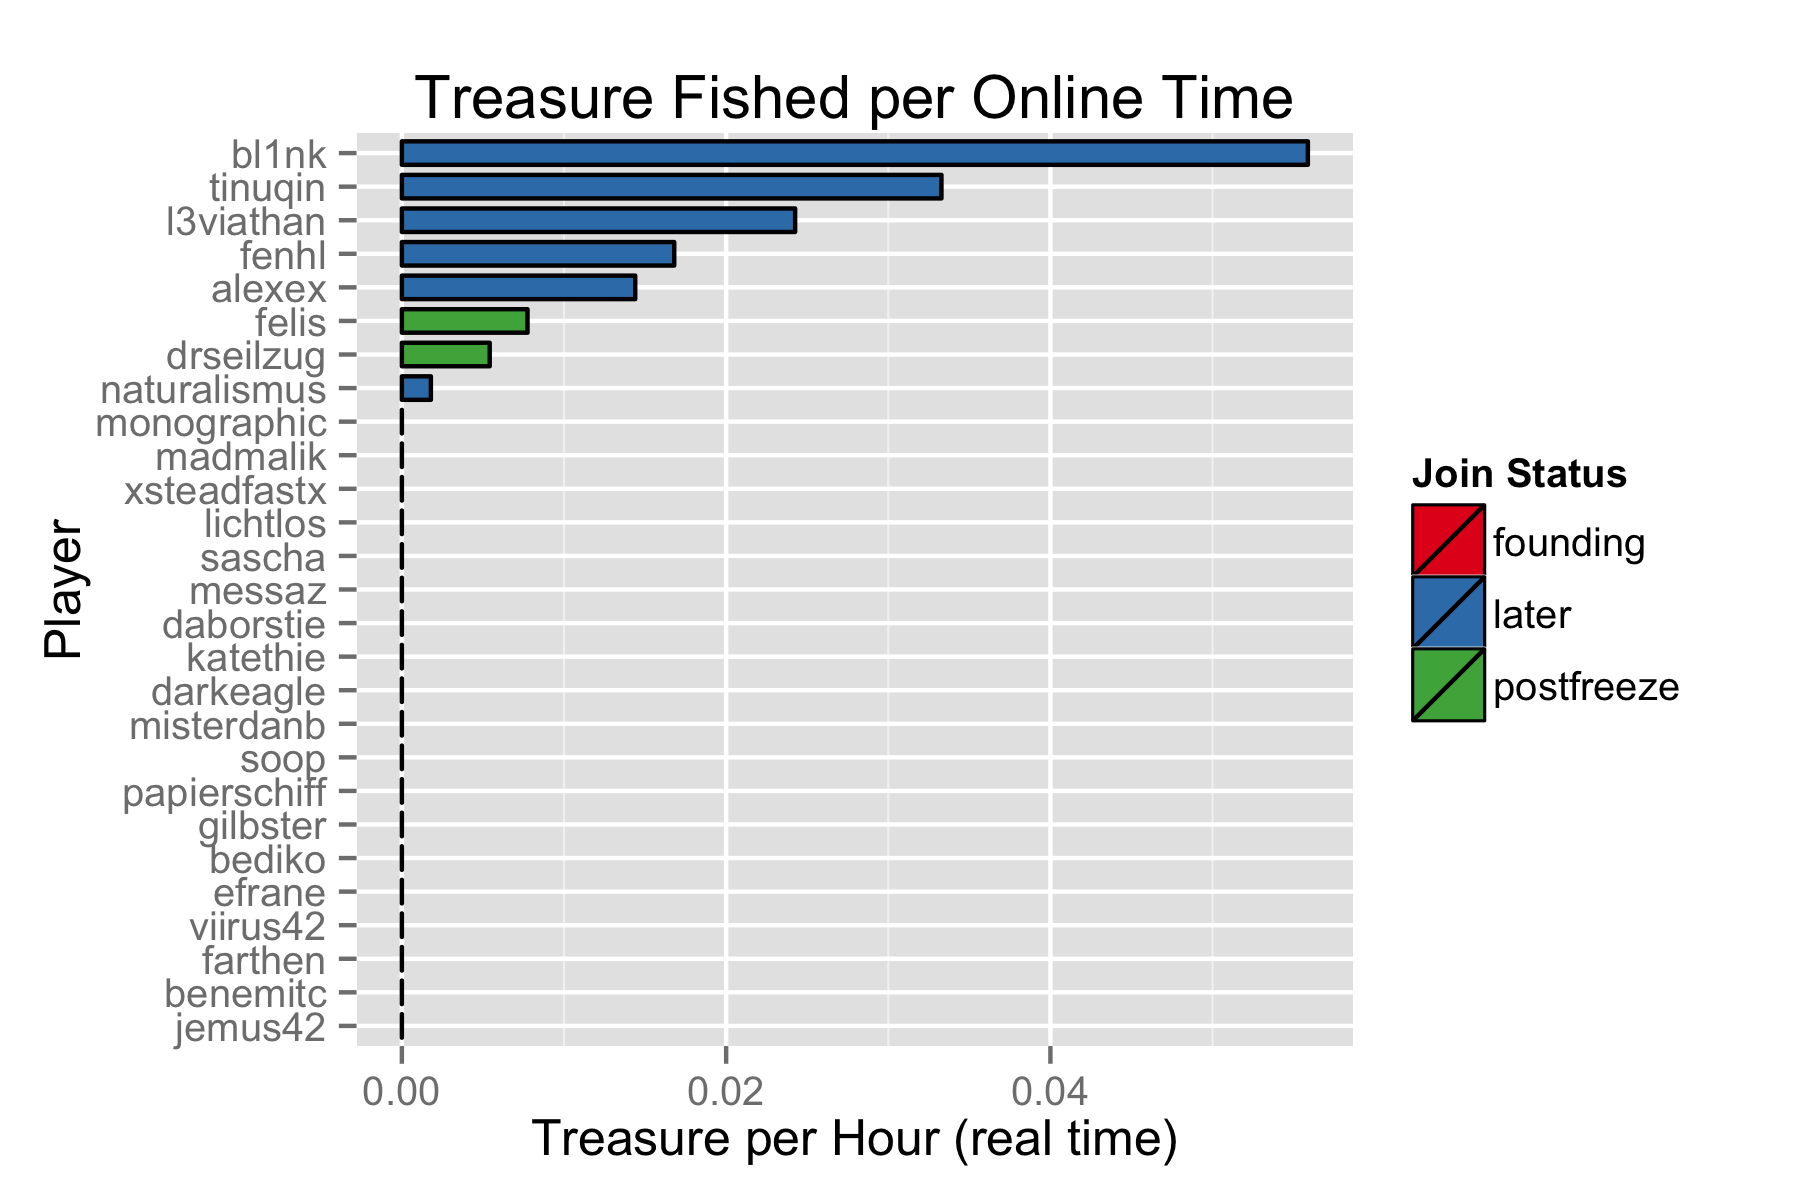 Treasure Fished per Online Time
bl1nk
tinuqin
l3viathan
fenhl
alexex
felis
drseilzug
naturalismus
monographic
madmalik
xsteadfastx
lichtlos
sascha
messaz
daborstie
katethie
darkeagle
misterdanb
soop
papierschiff
gilbster
bediko
efrane
viirus42
farthen
benemitc
jemus42
Player
0.00 0.02 0.04
Treasure per Hour (real time)
Join Status
founding
later
postfreeze